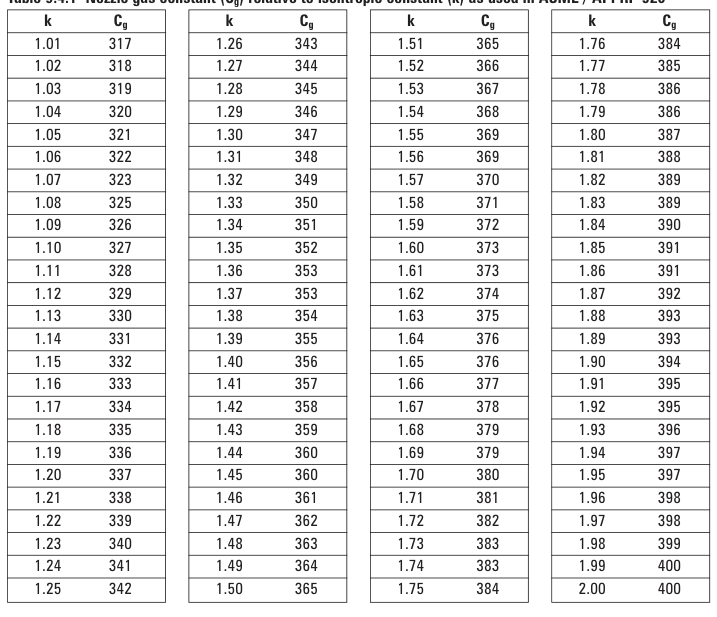 Table 9.4.1 Nozzle gas constant (Cg) relative to isentropic constant (k) as used in ASME / API RP 520
k Cg k Cg k Cg k Cg
1.01 317 1.26 343 1.51 365 1.76 384
1.02 318 1.27 344 1.52 366 1.77 385
1.03 319 1.28 345 1.53 367 1.78 386
1.04 320 1.29 346 1.54 368 1.79 386
1.05 321 1.30 347 1.55 369 1.80 387
1.06 322 1.31 348 1.56 369 1.81 388
1.07 323 1.32 349 1.57 370 1.82 389
1.08 325 1.33 350 1.58 371 1.83 389
1.09 326 1.34 351 1.59 372 1.84 390
1.10 327 1.35 352 1.60 373 1.85 391
1.11 328 1.36 353 1.61 373 1.86 391
1.12 329 1.37 353 1.62 374 1.87 392
1.13 330 1.38 354 1.63 375 1.88 393
1.14 331 1.39 355 1.64 376 1.89 393
1.15 332 1.40 356 1.65 376 1.90 394
1.16 333 1.41 357 1.66 377 1.91 395
1.17 334 1.42 358 1.67 378 1.92 395
1.18 335 1.43 359 1.68 379 1.93 396
1.19 336 1.44 360 1.69 379 1.94 397
1.20 337 1.45 360 1.70 380 1.95 397
1.21 338 1.46 361 1.71 381 1.96 398
1.22 339 1.47 362 1.72 382 1.97 398
1.23 340 1.48 363 1.73 383 1.98 399
1.24 341 1.49 364 1.74 383 1.99 400
1.25 342 1.50 365 1.75 384 2.00 400